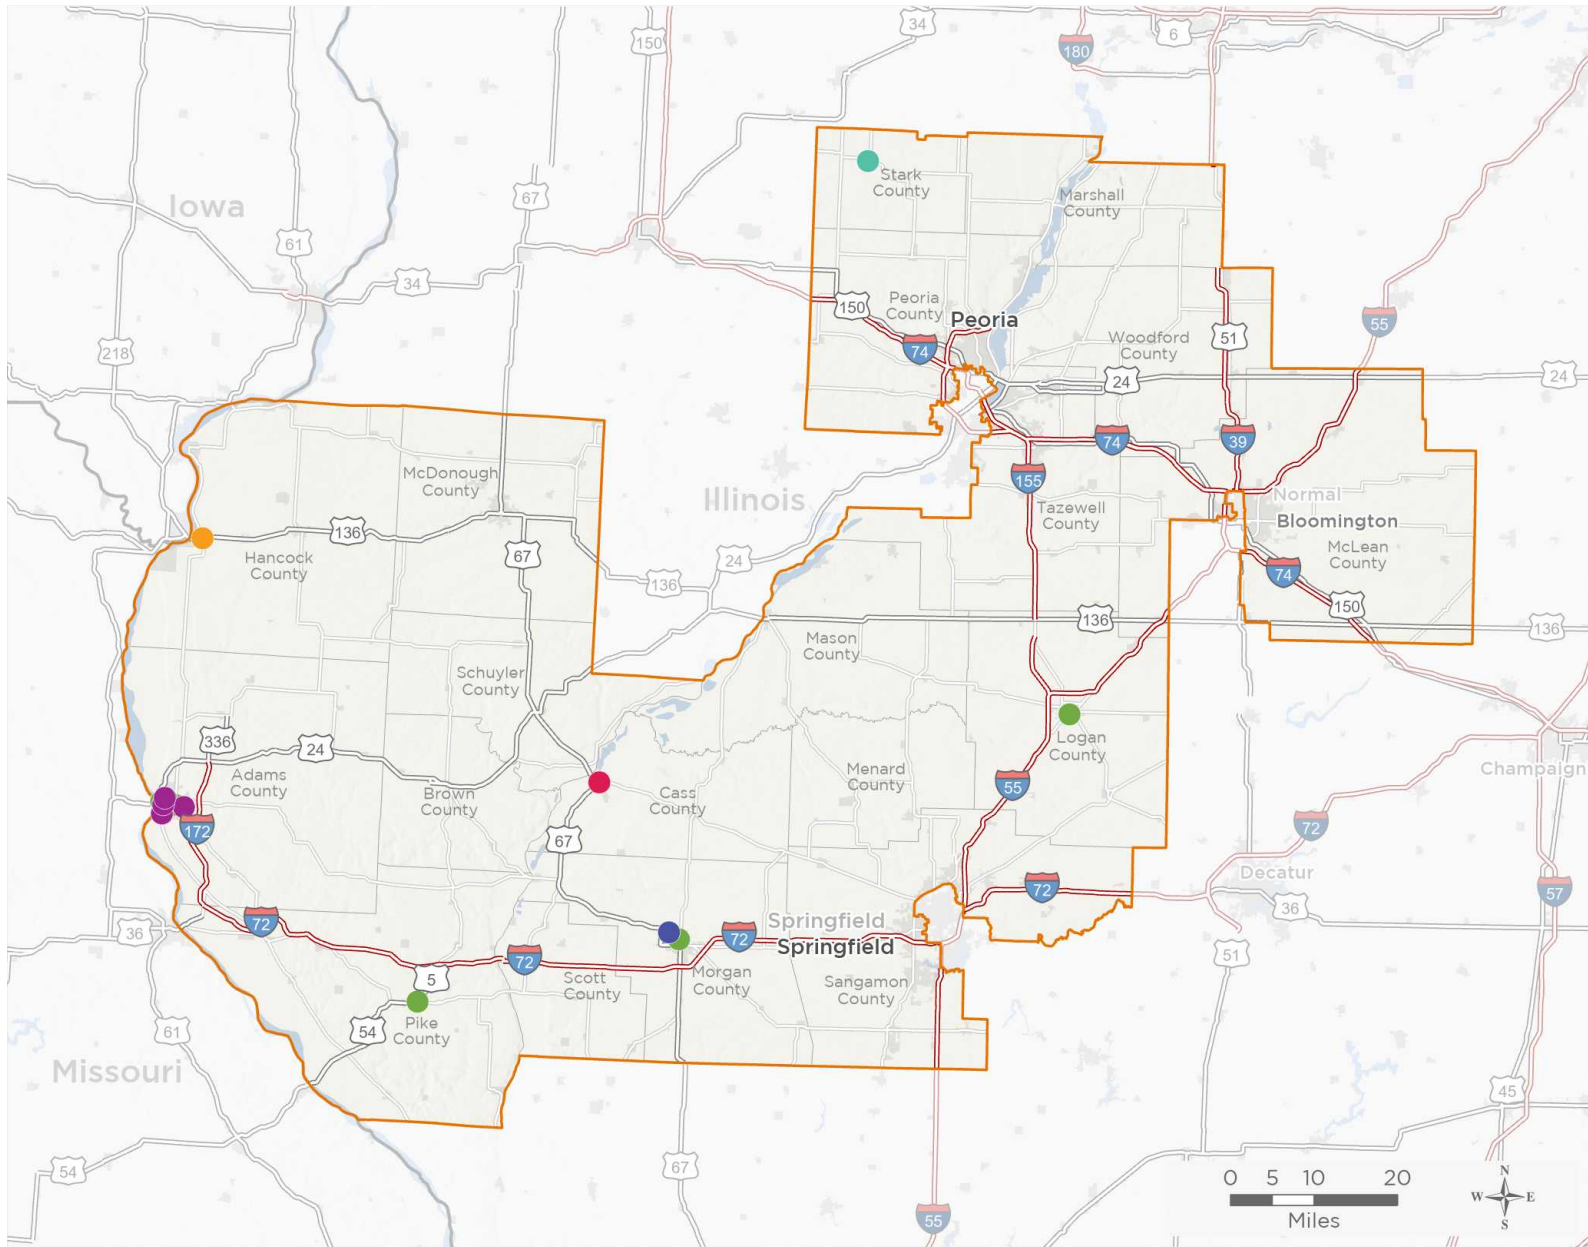 34
6
150
180
Stark
County
67
Marshall
County
Iowa
61
34
Peoria
County
150
Peoria
55
Woodford
County
51
74
218
24
24
74
39
McDonough
County
155
Illinois
Normal
Tazewell
County
Bloomington
136
67
McLean
County
Hancock
County
24
136
74
150
136
136
Mason
County
Schuyler
County
336
24
Logan
County
Adams
County
Menard
County
Champaign
Brown
County
Cass
County
55
172
67
72
Decatur
72
57
36
72
Springfield
36
72
Springfield
72
51
5
Scott
County
Morgan
County
Sangamon
County
Pike
County
54
61
Missouri
45
67
54
0 5 10 20
Miles
N
W E
S
55